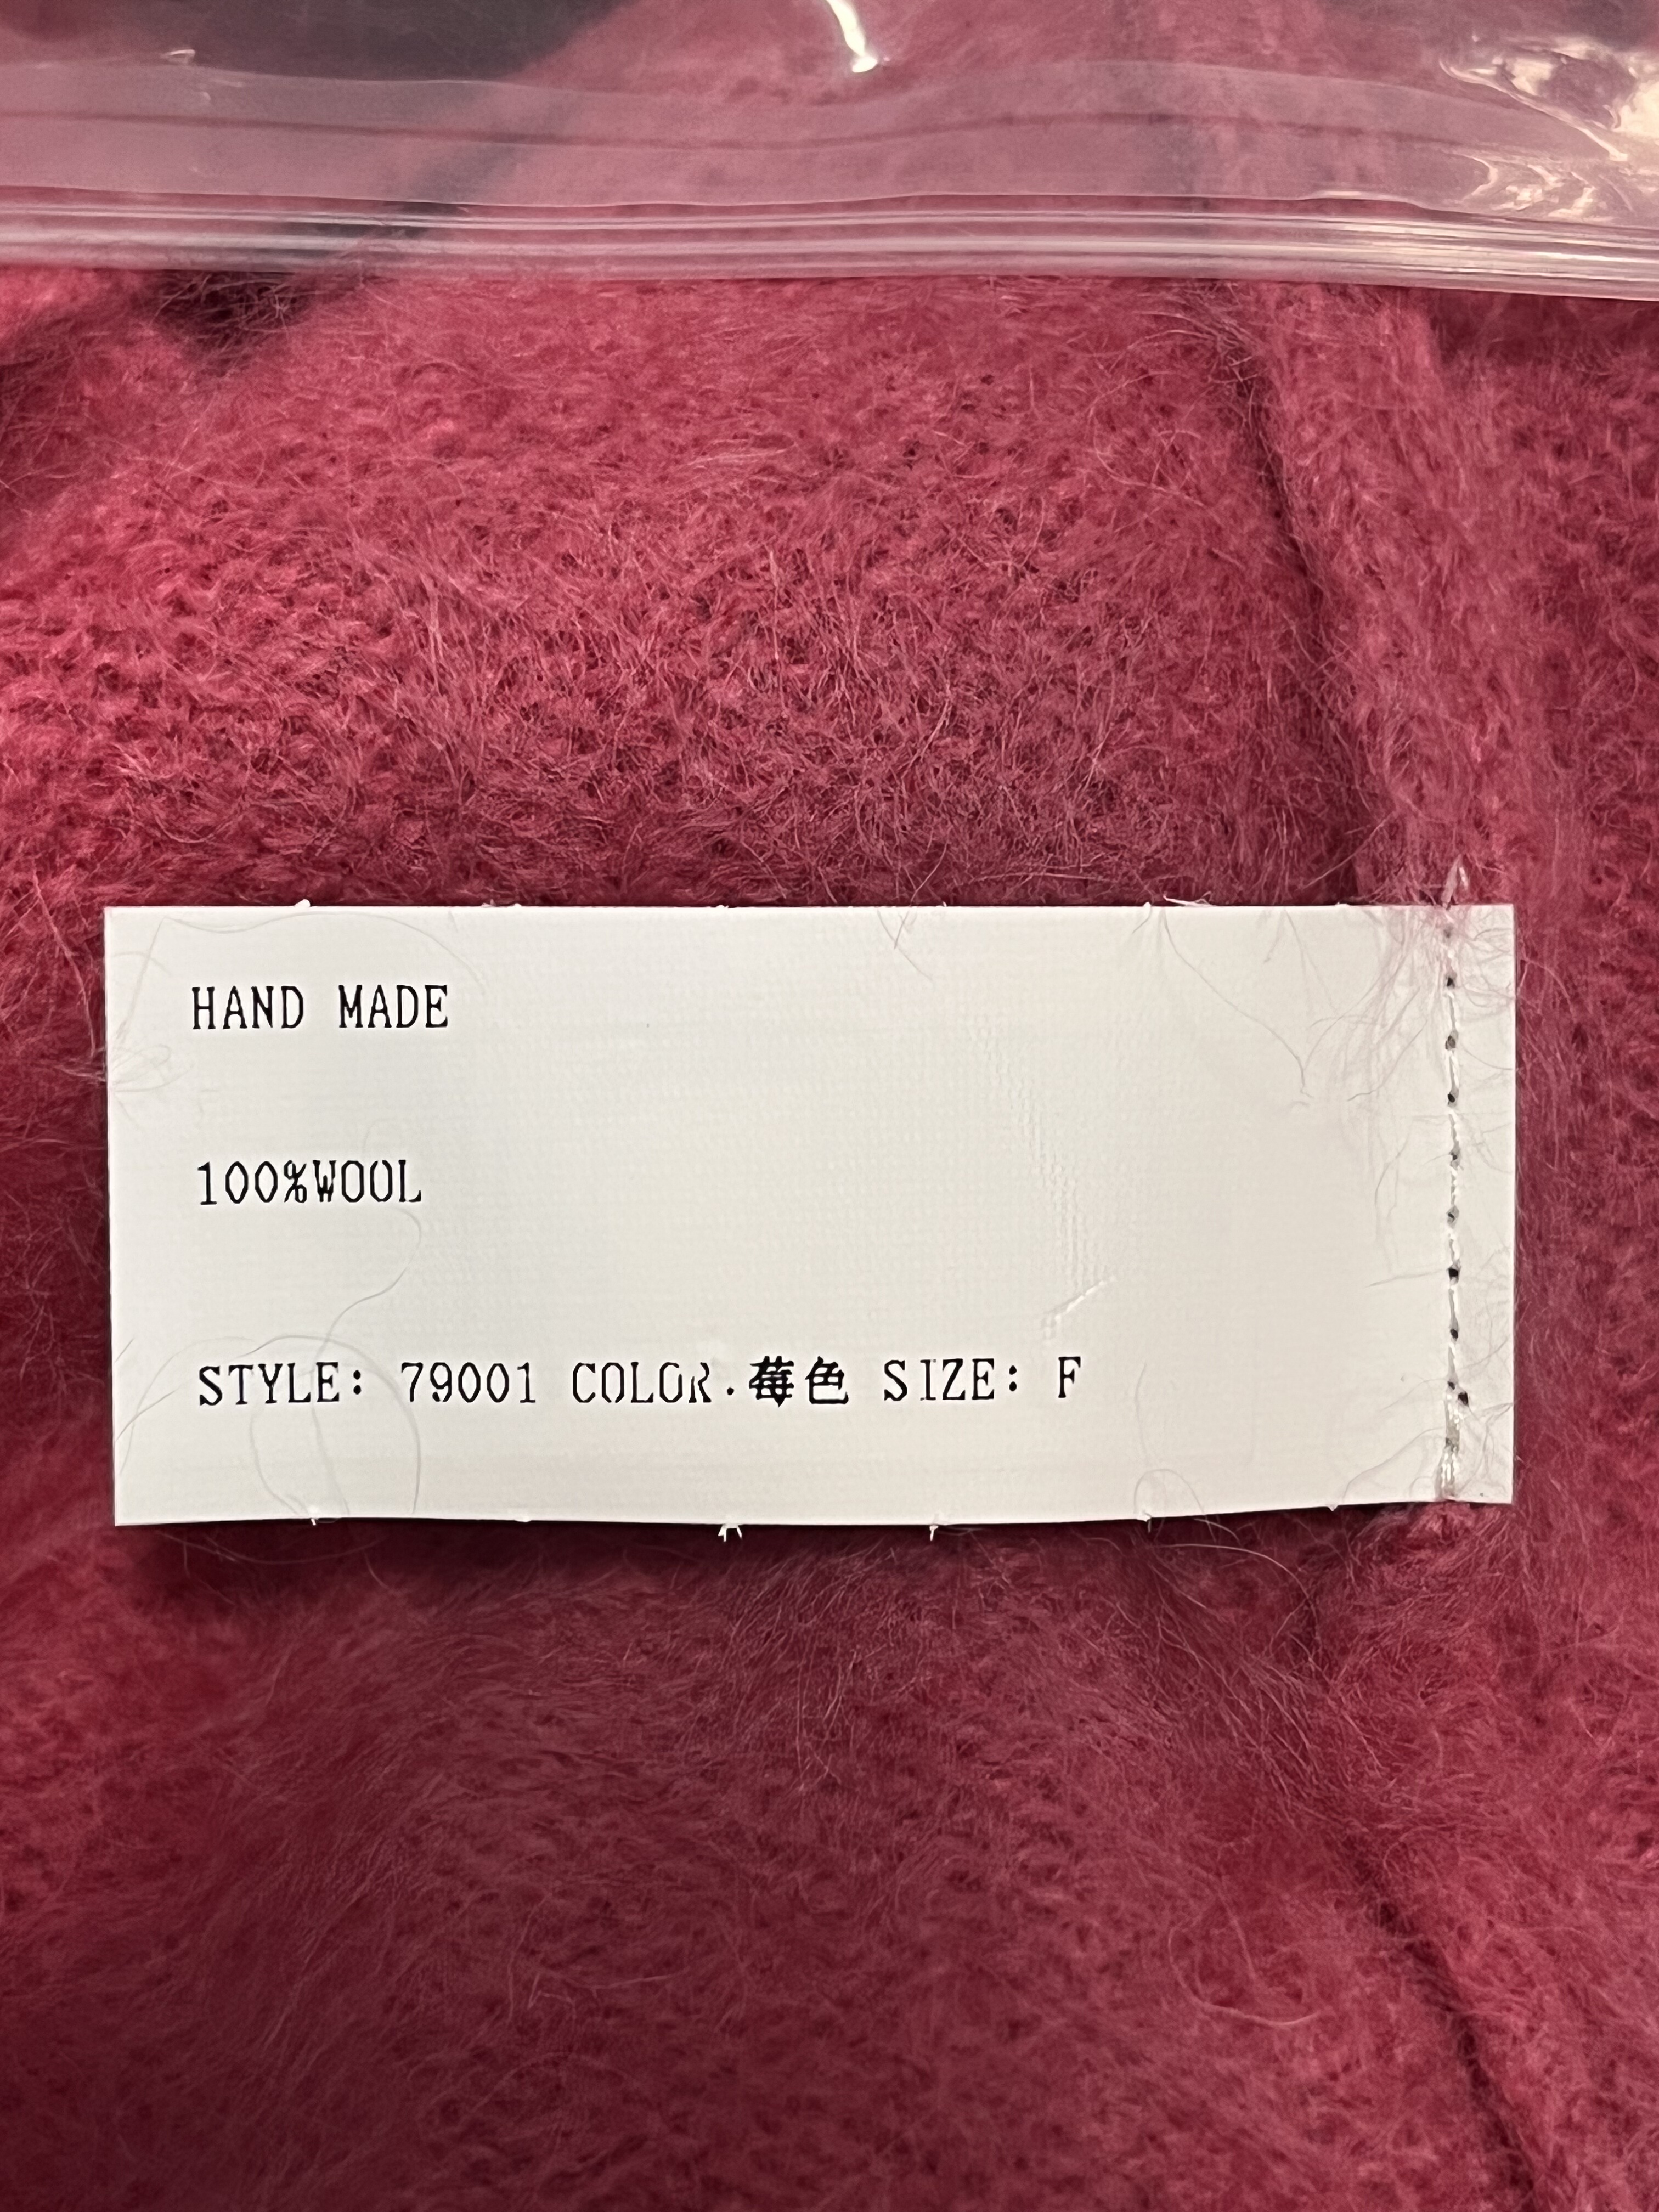 HAND MADE
100%WOOL
STYLE: 79001 COLOR.莓色 SIZE: F